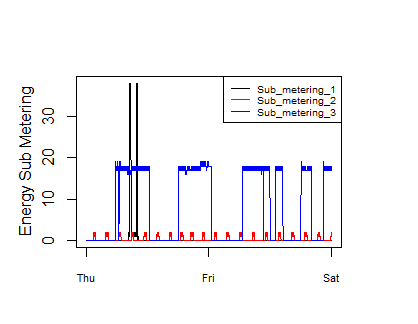 Sub_metering_1
Sub_metering_2
Sub_metering_3
Energy Sub Metering
30
20
10
0
Thu Fri Sat